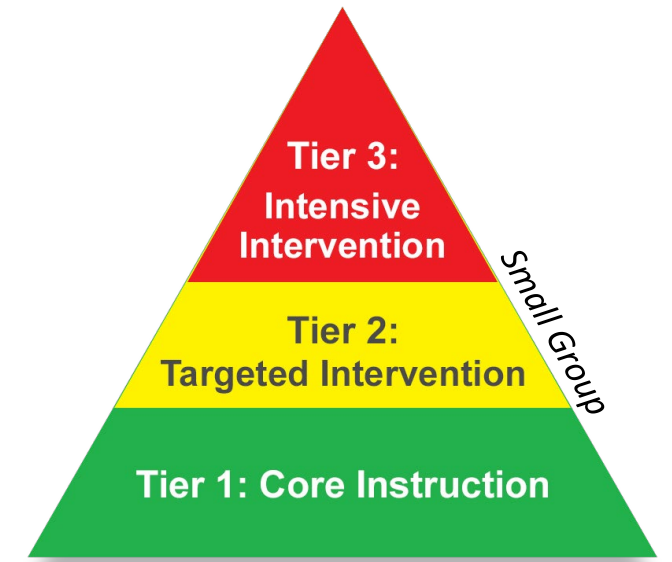 Tier 3:
Intensive
Intervention
Small Group
Tier 2:
Targeted Intervention
Tier 1: Core Instruction